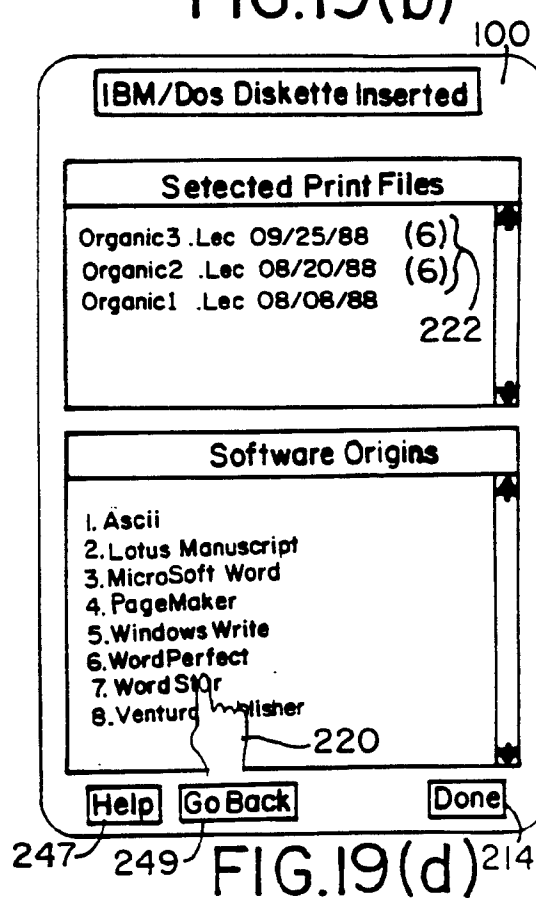 FIG.19(b)
100
IBM/Dos Diskette Inserted
Setected Print Files
Organic3 .Lec 09/25/88 (6)
Organic2 .Lec 08/20/88 (6)
Organic1 .Lec 08/08/88
222
Software Origins
1. Ascii
2. Lotus Manuscript
3. MicroSoft Word
4. PageMaker
5. Windows Write
6. WordPerfect
7. Word Star
8. Ventura
220
Help Go Back Done
247 249 FIG.19(d) 214